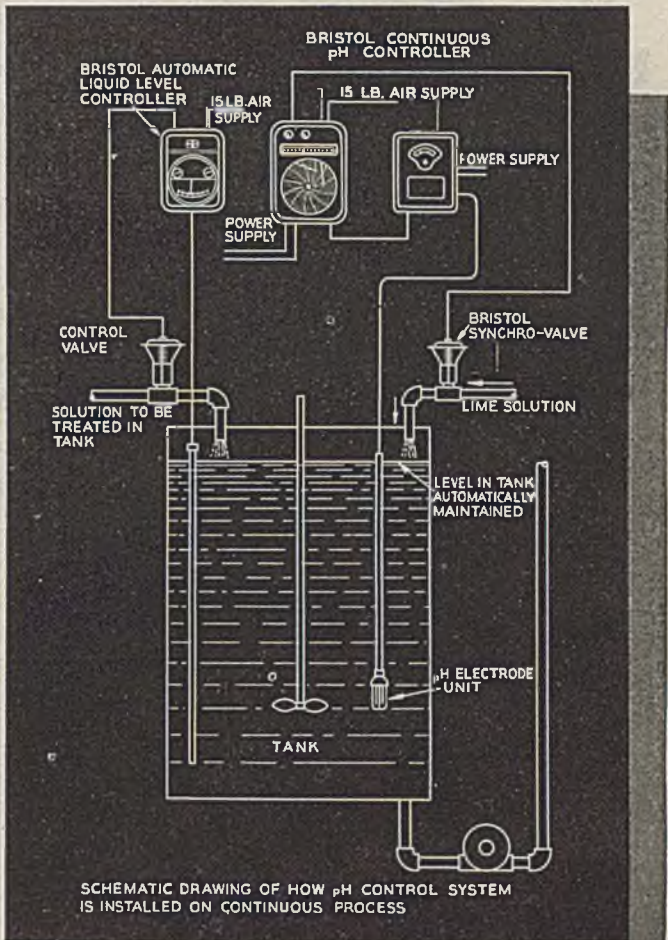 BRISTOL CONTINUOUS
pH CONTROLLER
BRISTOL AUTOMATIC
LIQUID LEVEL
CONTROLLER
15 LB. AIR
SUPPLY
15 LB. AIR SUPPLY
POWER SUPPLY
POWER
SUPPLY
CONTROL
VALVE
BRISTOL
SYNCHRO-VALVE
SOLUTION TO BE
TREATED IN
TANK
LIME SOLUTION
LEVEL IN TANK
AUTOMATICALLY
MAINTAINED
pH ELECTRODE
UNIT
TANK
SCHEMATIC DRAWING OF HOW pH CONTROL SYSTEM
IS INSTALLED ON CONTINUOUS PROCESS